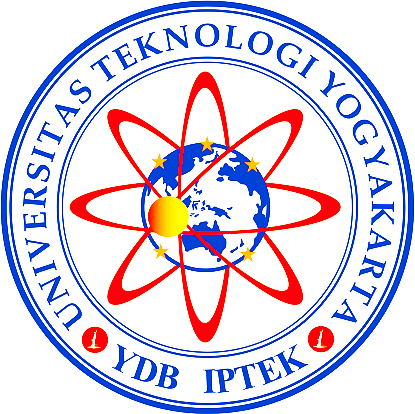 UNIVERSITAS TEKNOLOGI YOGYAKARTA
YDB IPTEK